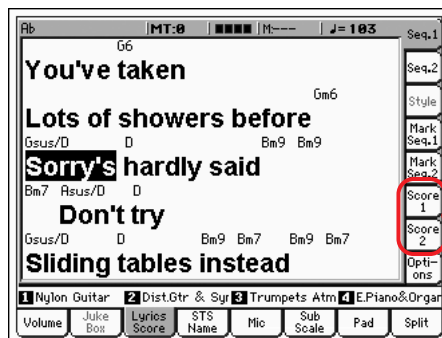 Ab |MT:0 | M:--- | ♩=103
Seq.1
G6
You've taken
Seq.2
Gm6
Style
Lots of showers before
Mark Seq.1
Gsus/D D Bm9 Bm9
Sorry's hardly said
Mark Seq.2
Bm7 Asus/D D
Don't try
Score 1
Gsus/D D Bm9 Bm7 Bm9 Bm7
Score 2
Sliding tables instead
Opti-ons
1 Nylon Guitar 2 Dist.Gtr & Syr 3 Trumpets Atm 4 E.Piano&Organ
Volume Juke Box Lyrics Score STS Name Mic Sub Scale Pad Split